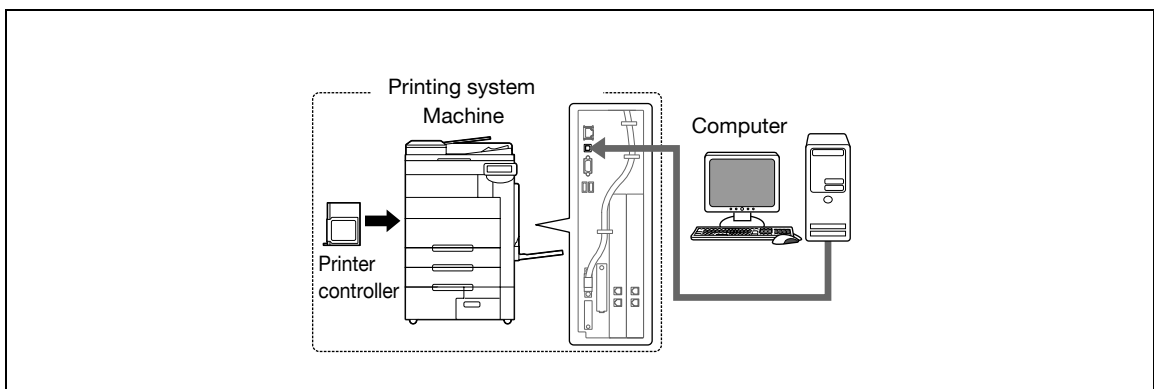 Printing system
Machine
Computer
Printer
controller